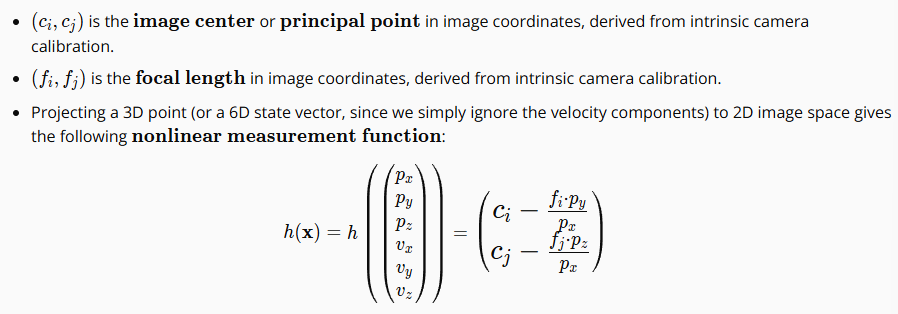 • (c_i, c_j) is the image center or principal point in image coordinates, derived from intrinsic camera
calibration.
• (f_i, f_j) is the focal length in image coordinates, derived from intrinsic camera calibration.
• Projecting a 3D point (or a 6D state vector, since we simply ignore the velocity components) to 2D image space gives
the following nonlinear measurement function:
h(x) = h \left( \begin{pmatrix} p_x \\ p_y \\ p_z \\ v_x \\ v_y \\ v_z \end{pmatrix} \right) = \begin{pmatrix} c_i - \frac{f_i \cdot p_y}{p_x} \\ c_j - \frac{f_j \cdot p_z}{p_x} \end{pmatrix}